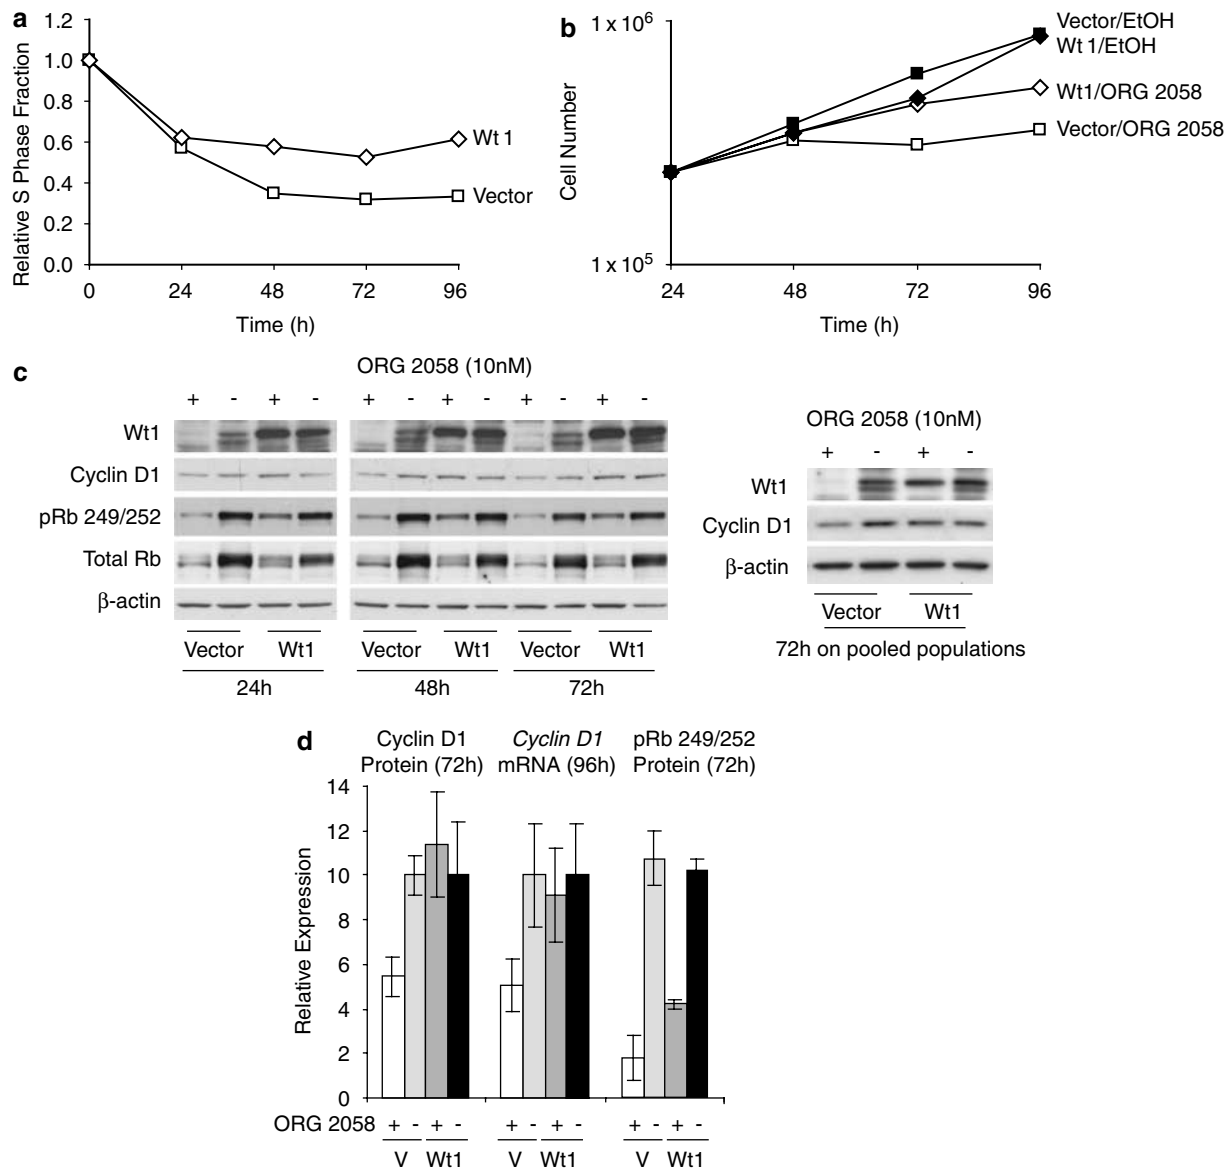 a
1.2
1.0
0.8
0.6
0.4
0.2
0.0
Relative S Phase Fraction
Wt 1
Vector
0 24 48 72 96
Time (h)
b
1 x 10⁶
1 x 10⁵
Cell Number
Vector/EtOH
Wt 1/EtOH
Wt1/ORG 2058
Vector/ORG 2058
24 48 72 96
Time (h)
c
ORG 2058 (10nM)
+ - + - + - + - + - + -
Wt1
Cyclin D1
pRb 249/252
Total Rb
β-actin
Vector Wt1 Vector Wt1 Vector Wt1
24h 48h 72h
ORG 2058 (10nM)
+ - + -
Wt1
Cyclin D1
β-actin
Vector Wt1
72h on pooled populations
d
Cyclin D1
Protein (72h)
Cyclin D1
mRNA (96h)
pRb 249/252
Protein (72h)
14
12
10
8
6
4
2
0
Relative Expression
ORG 2058 + - + - + - + - + - + -
V Wt1 V Wt1 V Wt1